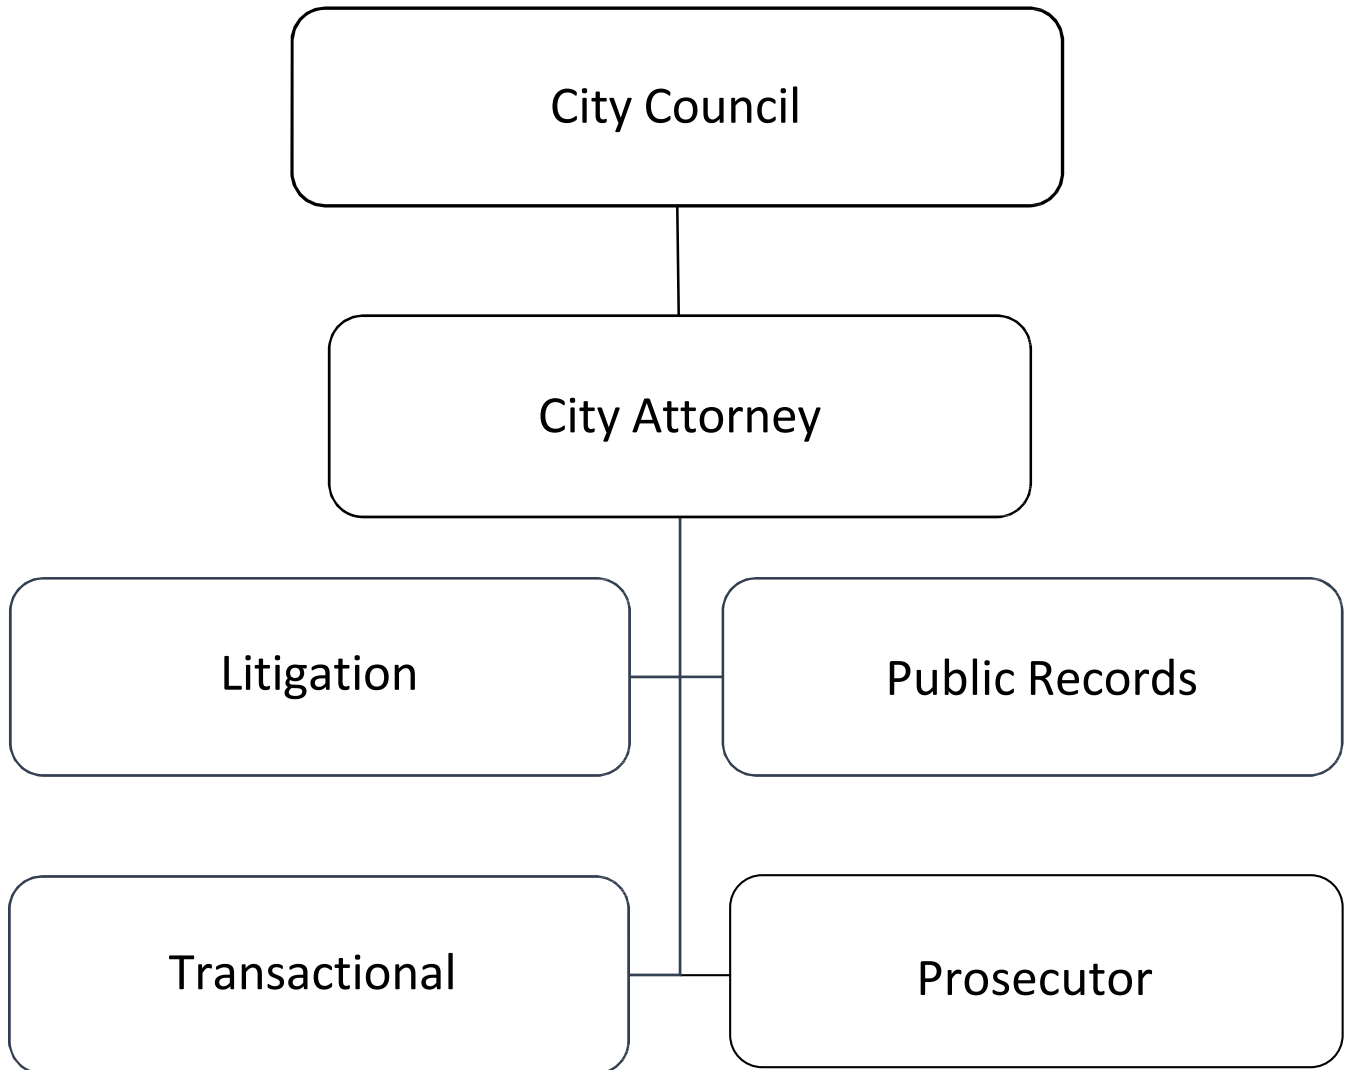 City Council
City Attorney
Litigation
Public Records
Transactional
Prosecutor